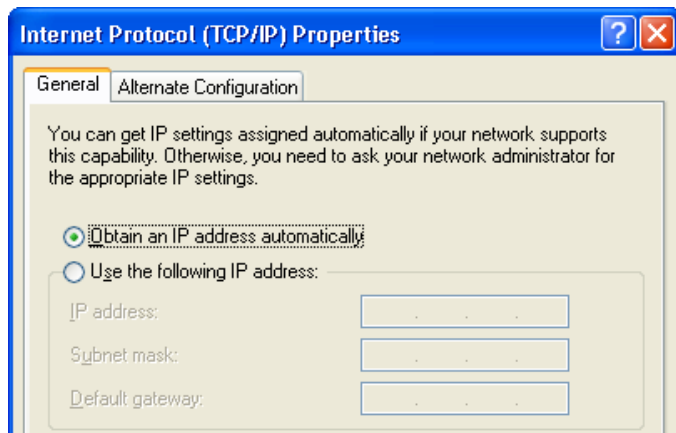 Internet Protocol (TCP/IP) Properties
General
Alternate Configuration
You can get IP settings assigned automatically if your network supports
this capability. Otherwise, you need to ask your network administrator for
the appropriate IP settings.
Obtain an IP address automatically
Use the following IP address:
IP address:
Subnet mask:
Default gateway: